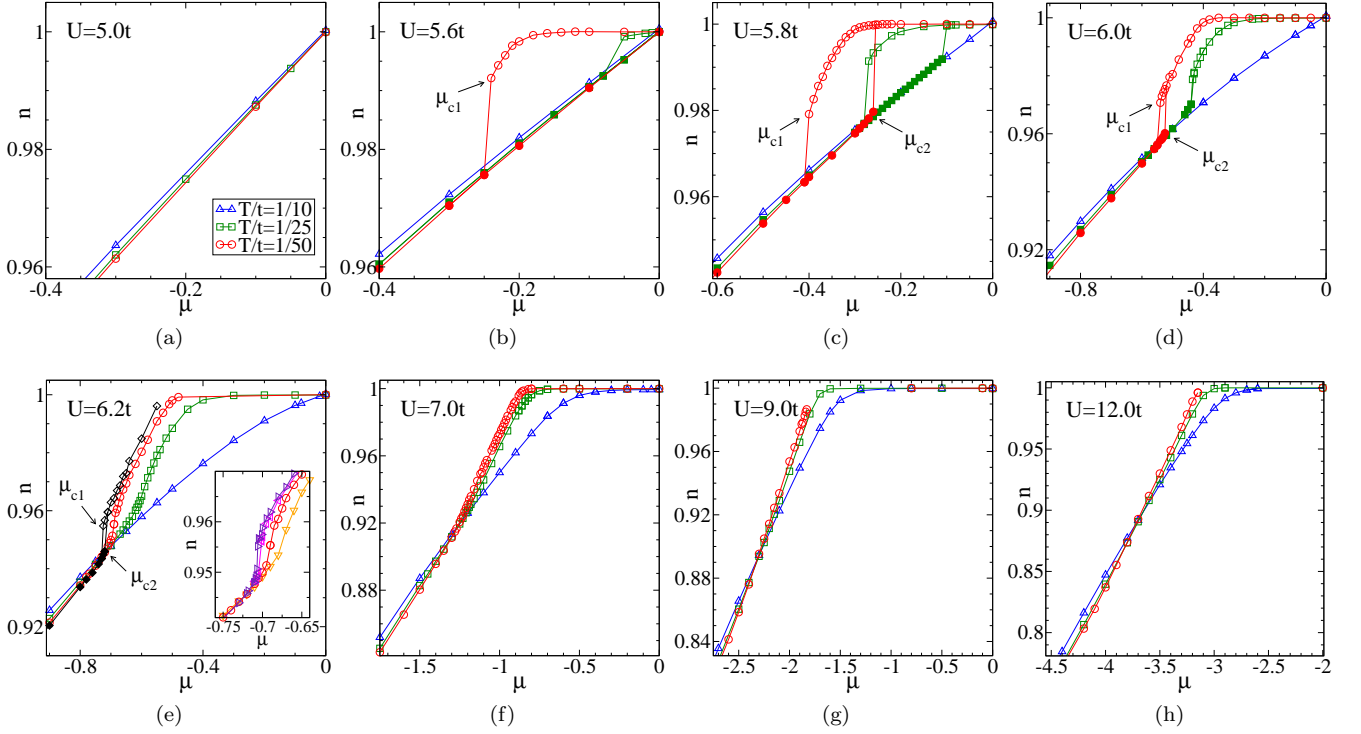 U=5.0t
1
0.98
0.96
n
T/t=1/10
T/t=1/25
T/t=1/50
-0.4
-0.2
0
μ
(a)
U=5.6t
1
0.99
0.98
0.97
0.96
n
μc1
-0.4
-0.2
0
μ
(b)
U=5.8t
1
0.98
0.96
n
μc1
μc2
-0.6
-0.4
-0.2
0
μ
(c)
U=6.0t
1
0.96
0.92
n
μc1
μc2
-0.8
-0.4
0
μ
(d)
U=6.2t
1
0.96
0.92
n
μc1
μc2
0.96
0.95
n
-0.75
-0.7
-0.65
μ
-0.8
-0.4
0
μ
(e)
U=7.0t
1
0.96
0.92
0.88
n
-1.5
-1
-0.5
0
μ
(f)
U=9.0t
1
0.96
0.92
0.88
0.84
n
-2.5
-2
-1.5
-1
-0.5
0
μ
(g)
U=12.0t
1
0.95
0.9
0.85
0.8
n
-4.5
-4
-3.5
-3
-2.5
-2
μ
(h)